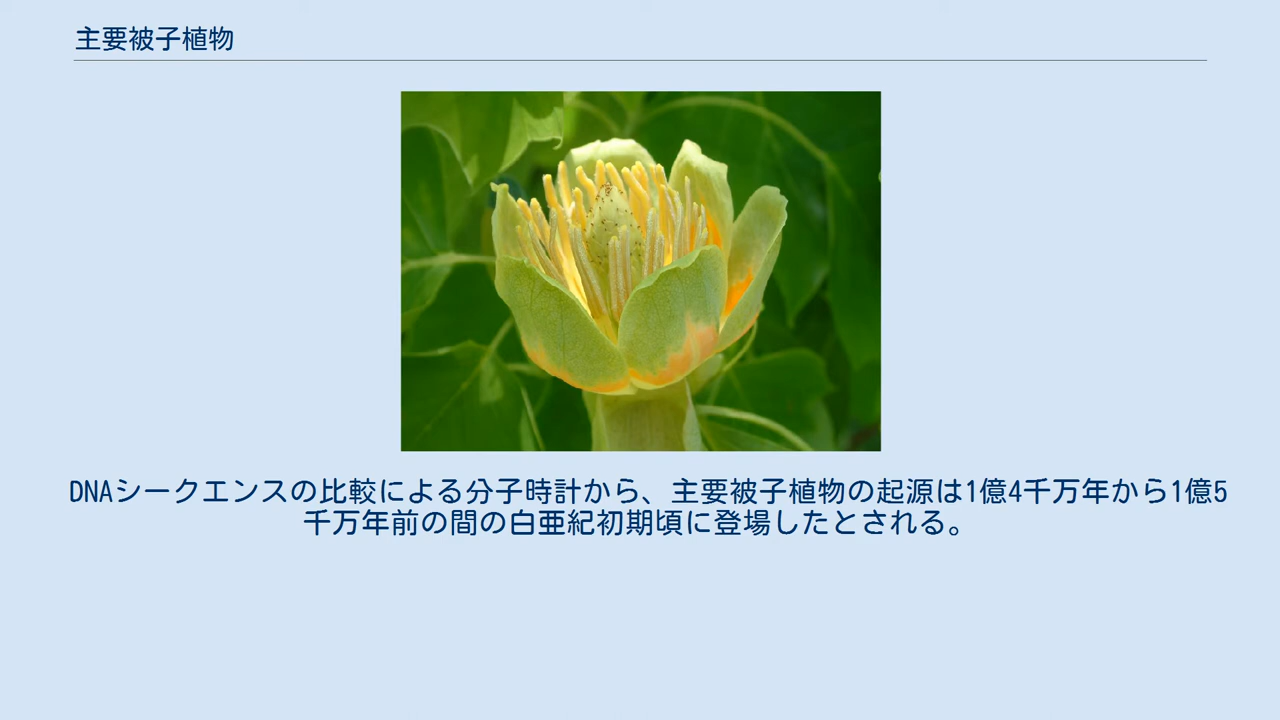 主要被子植物
DNAシークエンスの比較による分子時計から、主要被子植物の起源は1億4千万年から1億5
千万年前の間の白亜紀初期頃に登場したとされる。